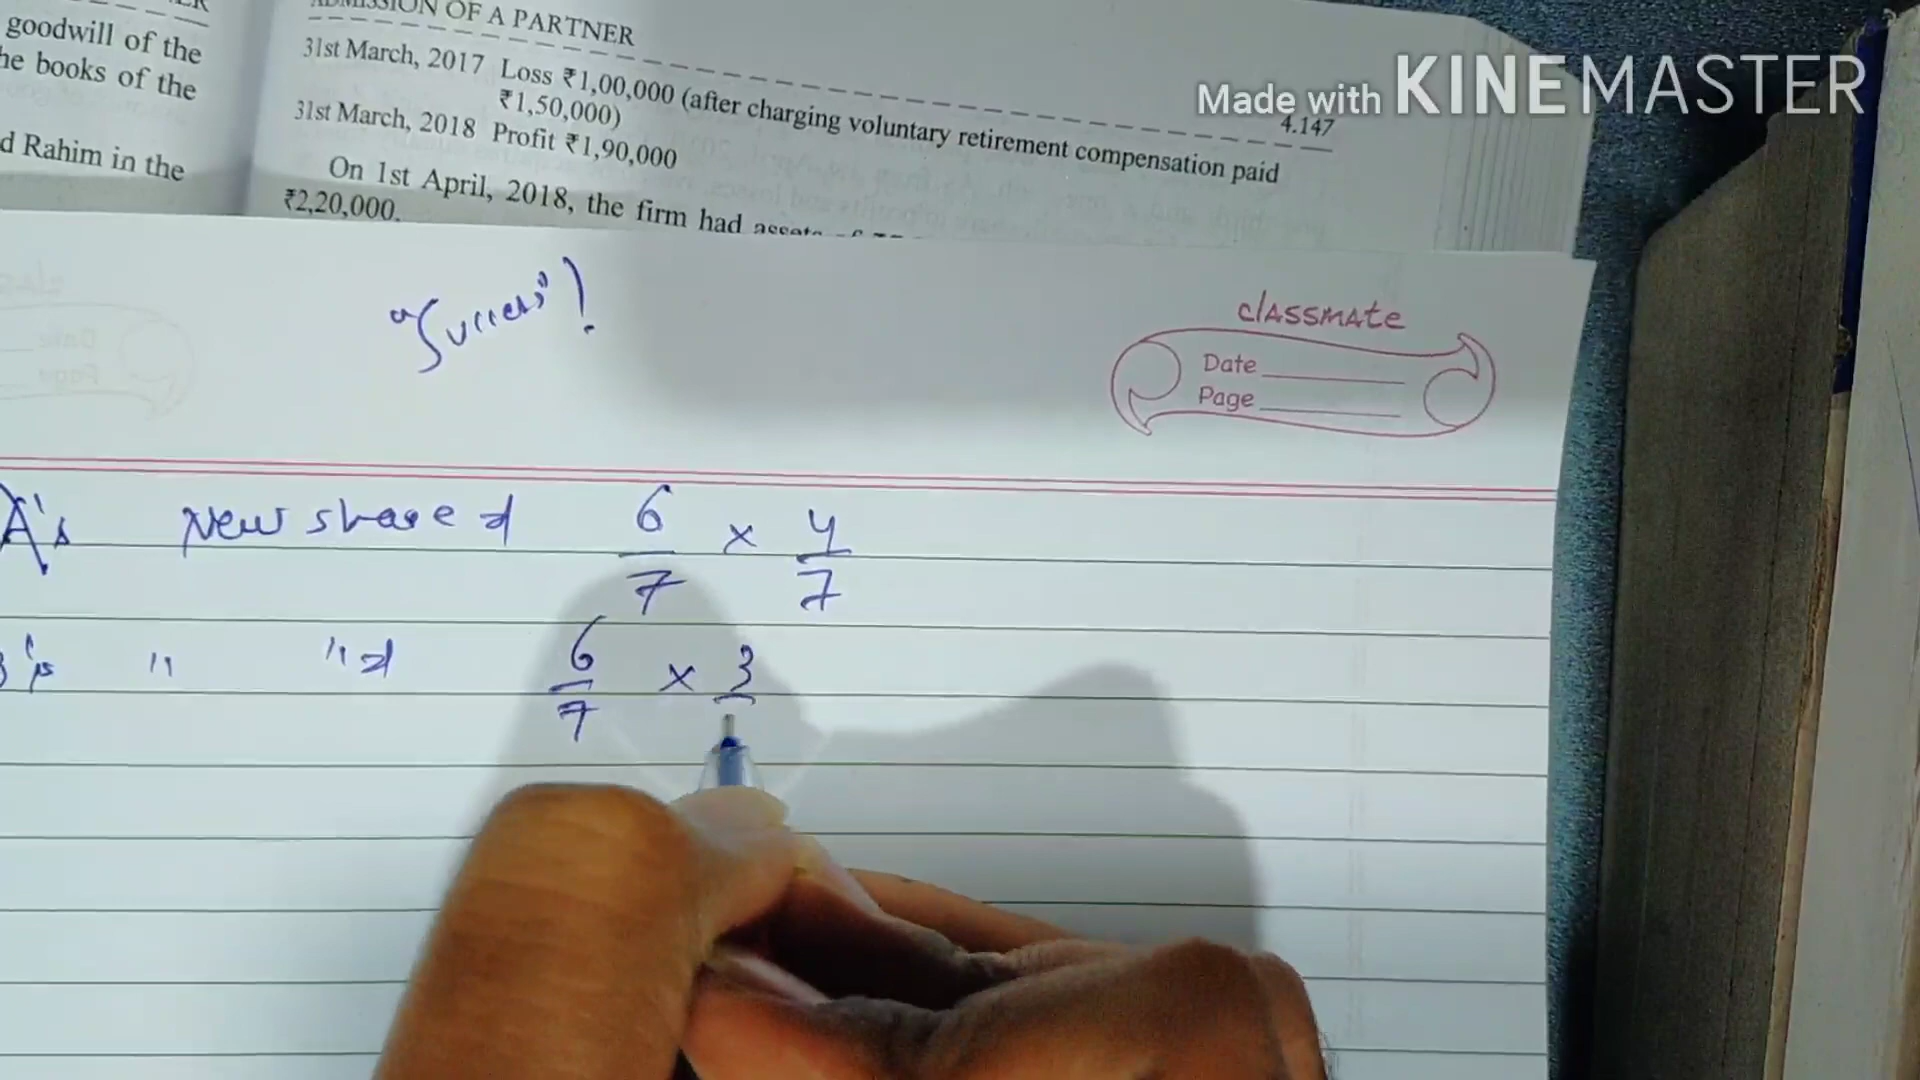 Made with KINEMASTER
goodwill of the
he books of the
d Rahim in the
ADMISSION OF A PARTNER
4.147
31st March, 2017 Loss ₹1,00,000 (after charging voluntary retirement compensation paid
₹1,50,000)
31st March, 2018 Profit ₹1,90,000
On 1st April, 2018, the firm had assets of
₹2,20,000.
"Success"!
classmate
Date
Page
A's New share 6/7 × 4/7
's " " 6/7 × 3